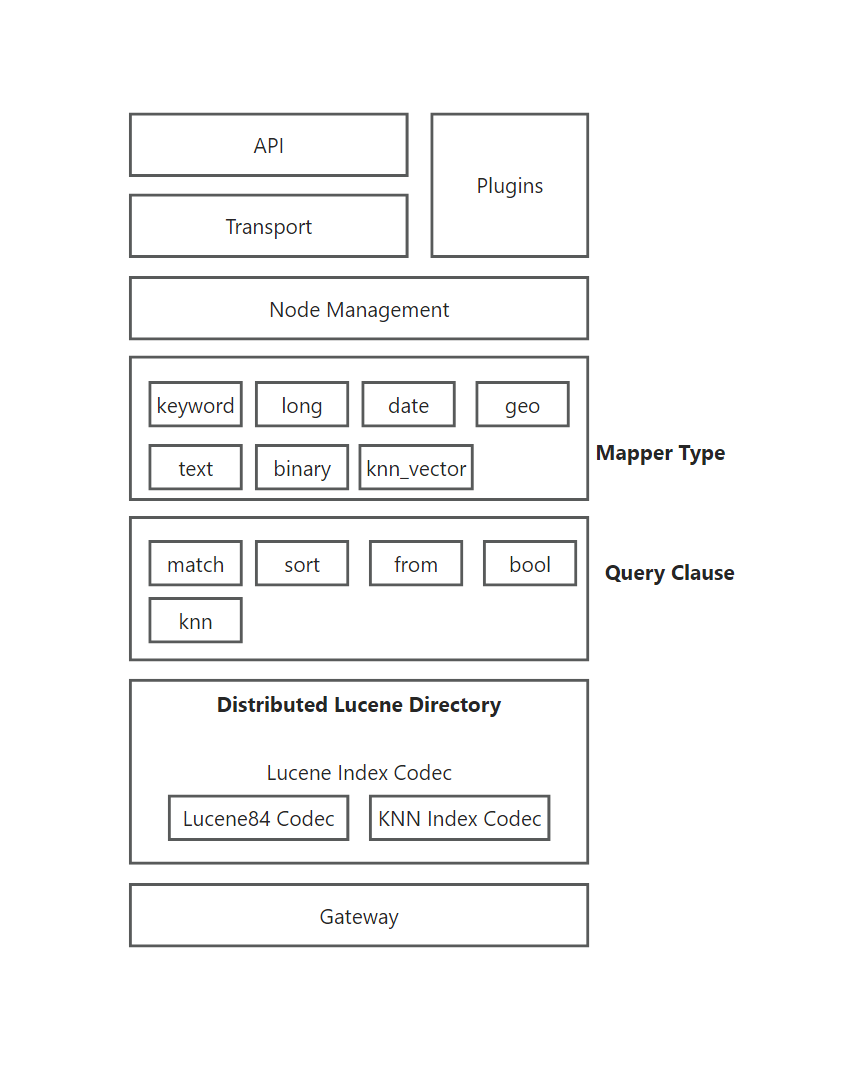 API
Plugins
Transport
Node Management
keyword
long
date
geo
text
binary
knn_vector
Mapper Type
match
sort
from
bool
knn
Query Clause
Distributed Lucene Directory
Lucene Index Codec
Lucene84 Codec
KNN Index Codec
Gateway